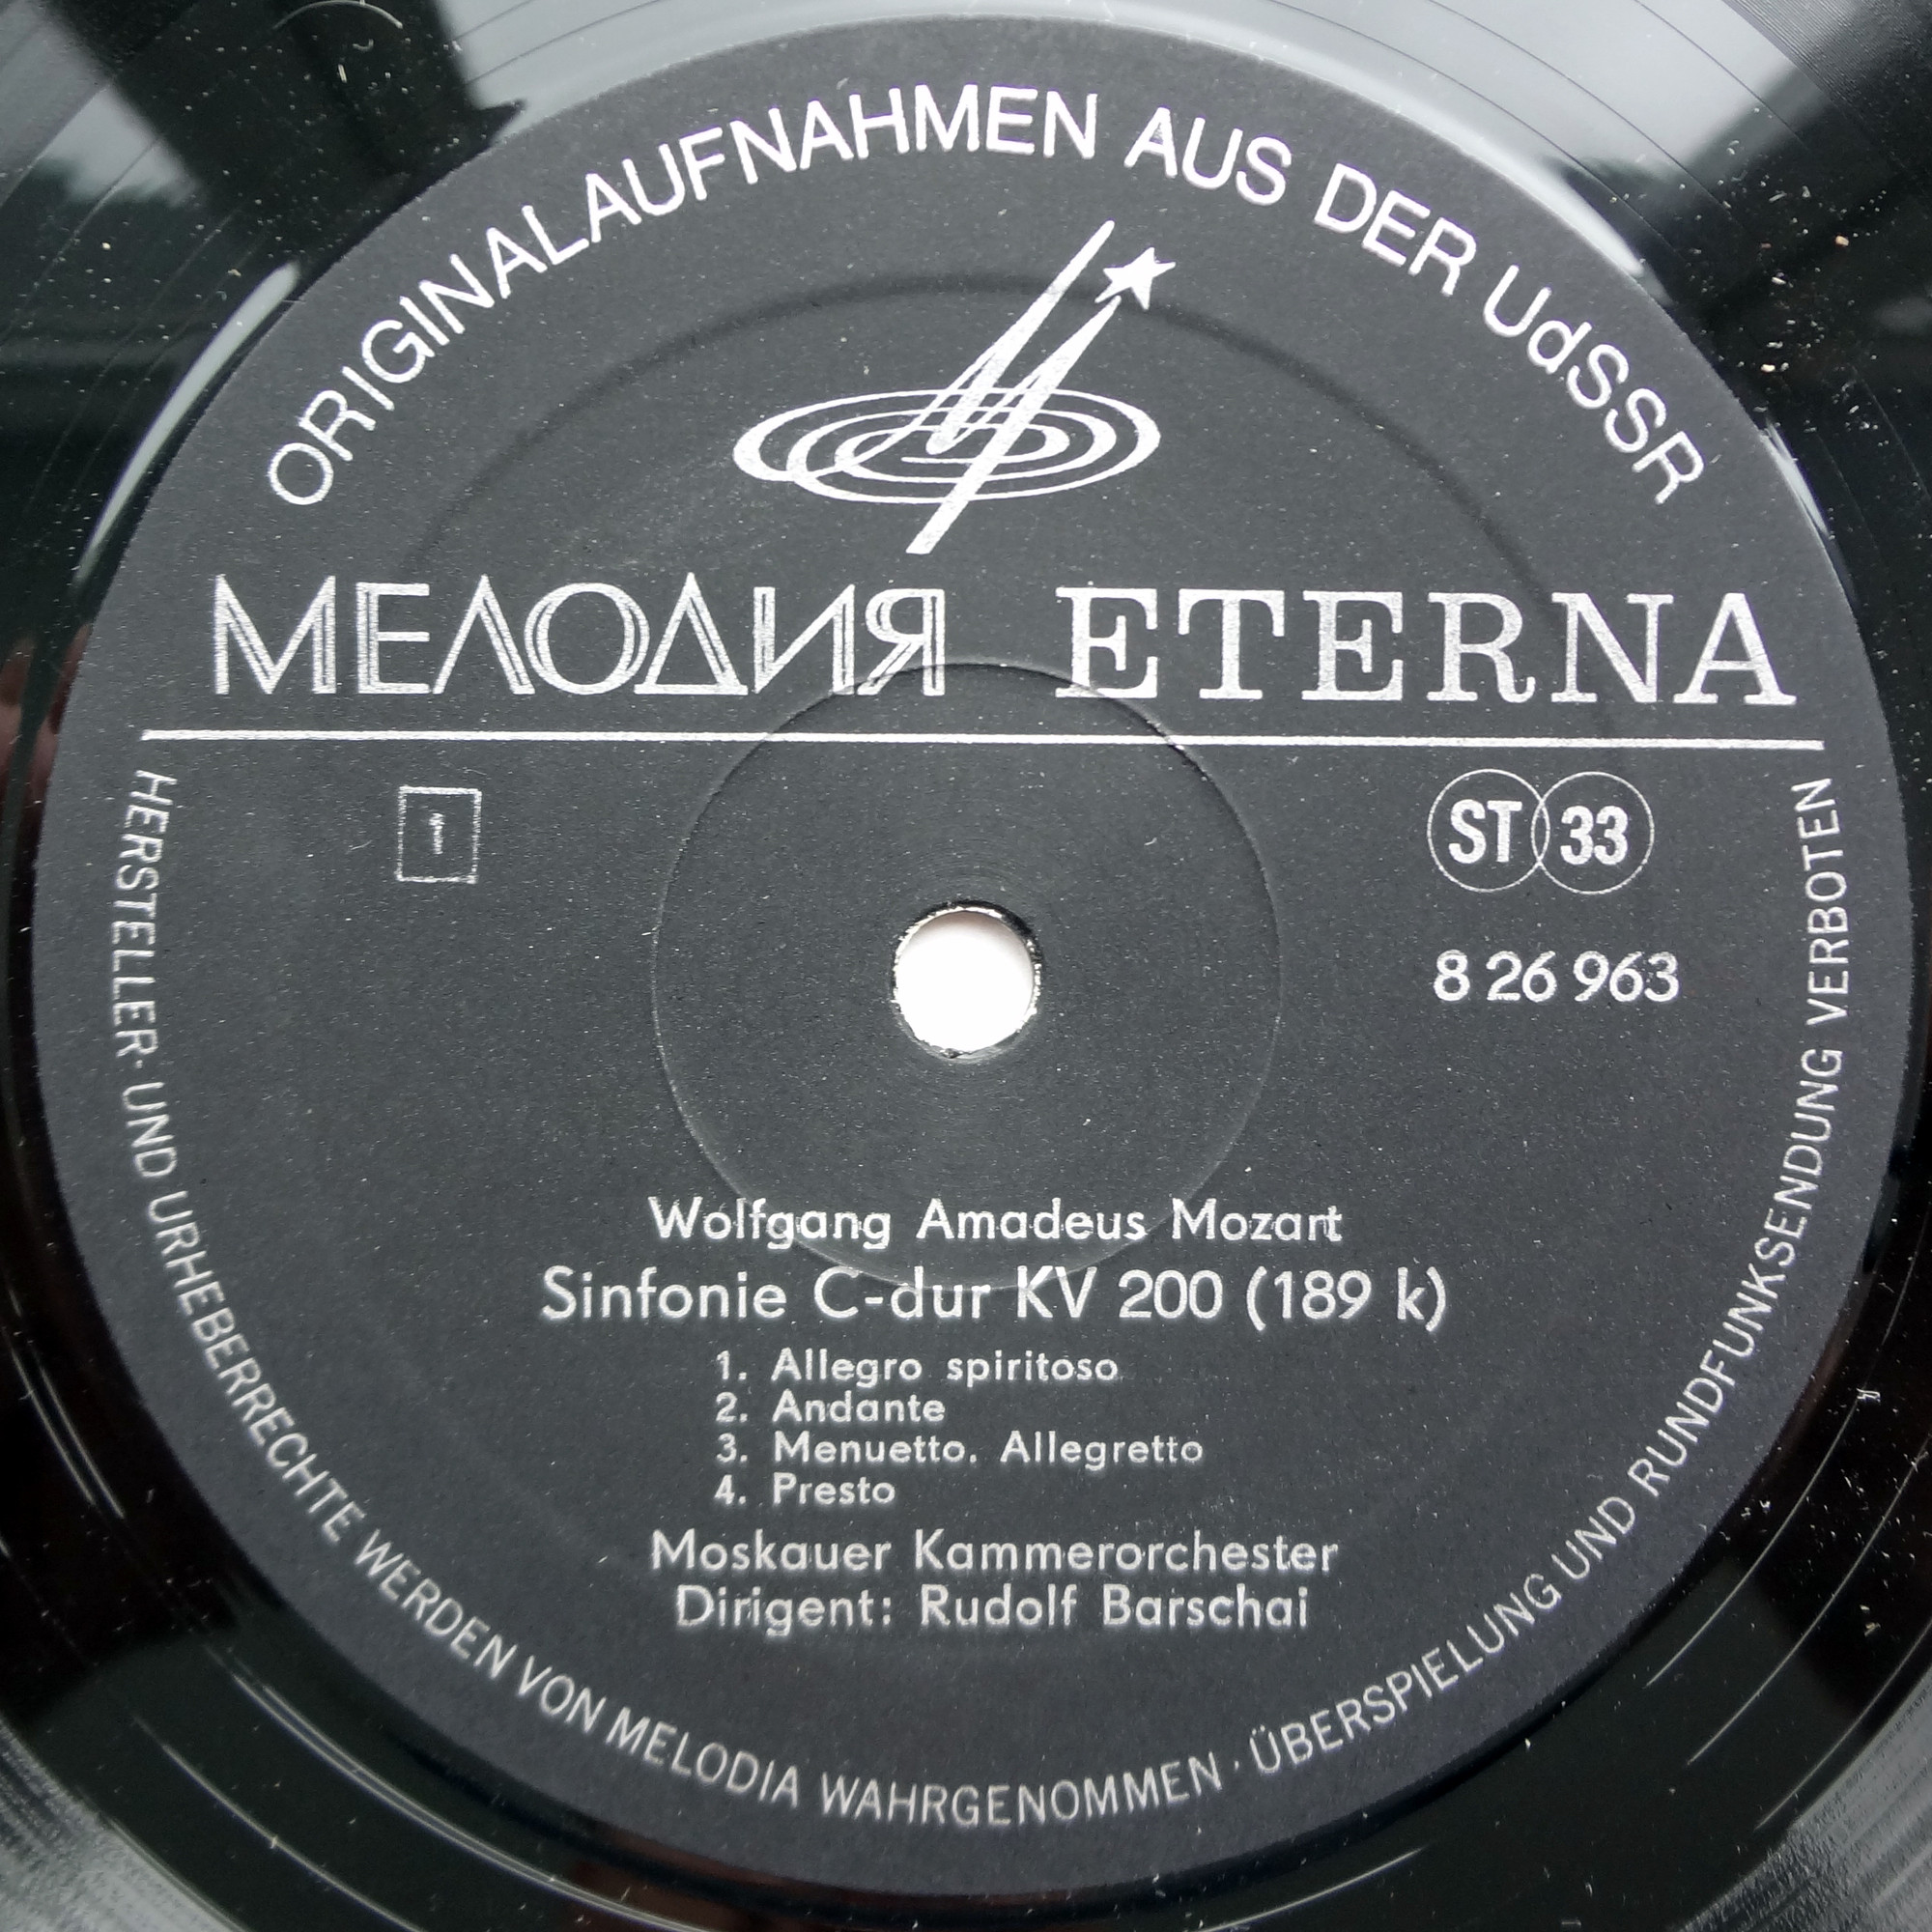 ORIGINALAUFNAHMEN AUS DER UdSSR
МЕЛОДИЯ ETERNA
1
ST 33
8 26 963
Wolfgang Amadeus Mozart
Sinfonie C-dur KV 200 (189 k)
1. Allegro spiritoso
2. Andante
3. Menuetto. Allegretto
4. Presto
Moskauer Kammerorchester
Dirigent: Rudolf Barschai
HERSTELLER- UND URHEBERRECHTE WERDEN VON MELODIA WAHRGENOMMEN · ÜBERSPIELUNG UND RUNDFUNKSENDUNG VERBOTEN